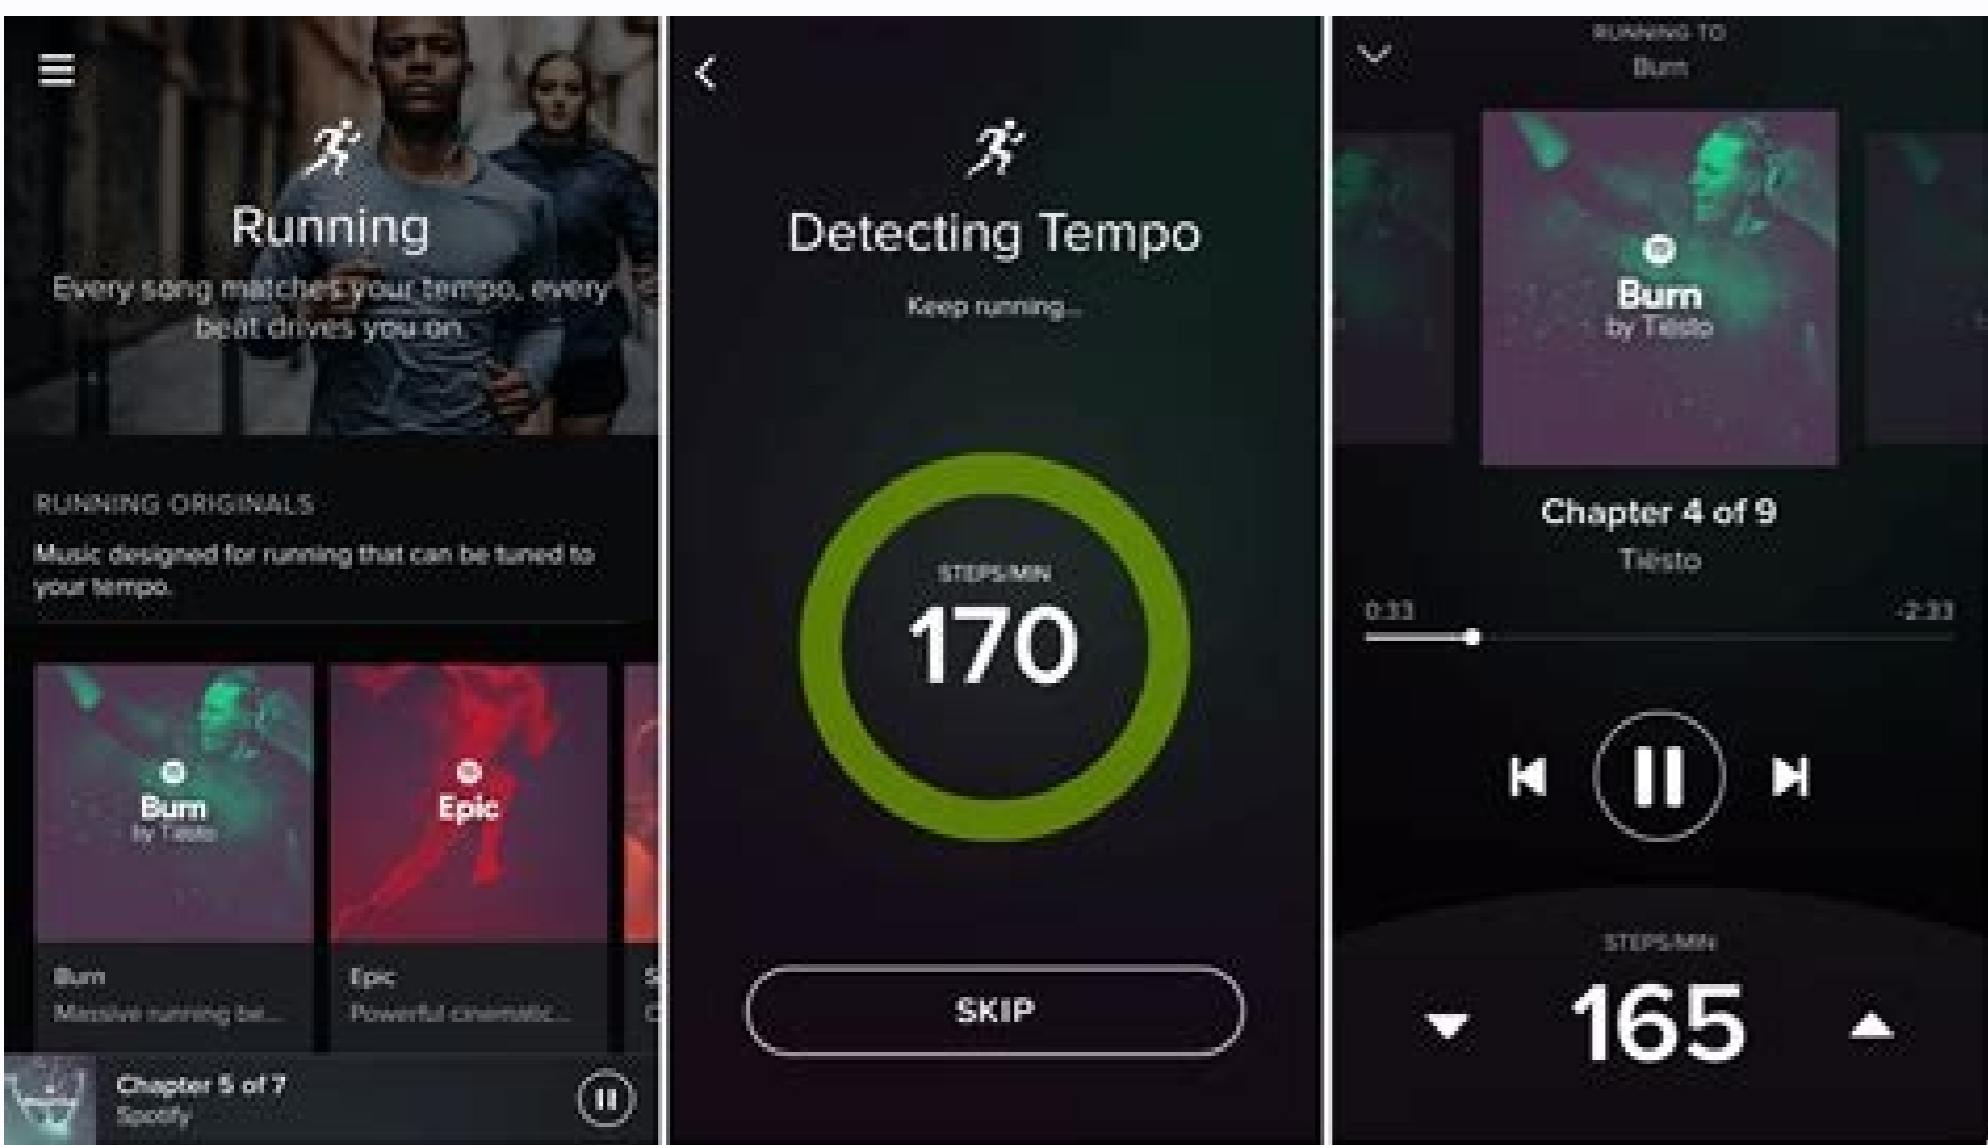 Running
Every song matches your tempo, every
beat drives you on.
RUNNING ORIGINALS
Music designed for running that can be tuned to
your tempo.
Burn
by Tiësto
Epic
Burn
Massive running be...
Epic
Powerful cinematic...
S
C
Chapter 5 of 7
Spotify
Detecting Tempo
Keep running...
STEPS/MIN
170
SKIP
RUNNING TO
Burn
Burn
by Tiësto
Chapter 4 of 9
Tiësto
0:33
-2:33
STEPS/MIN
165